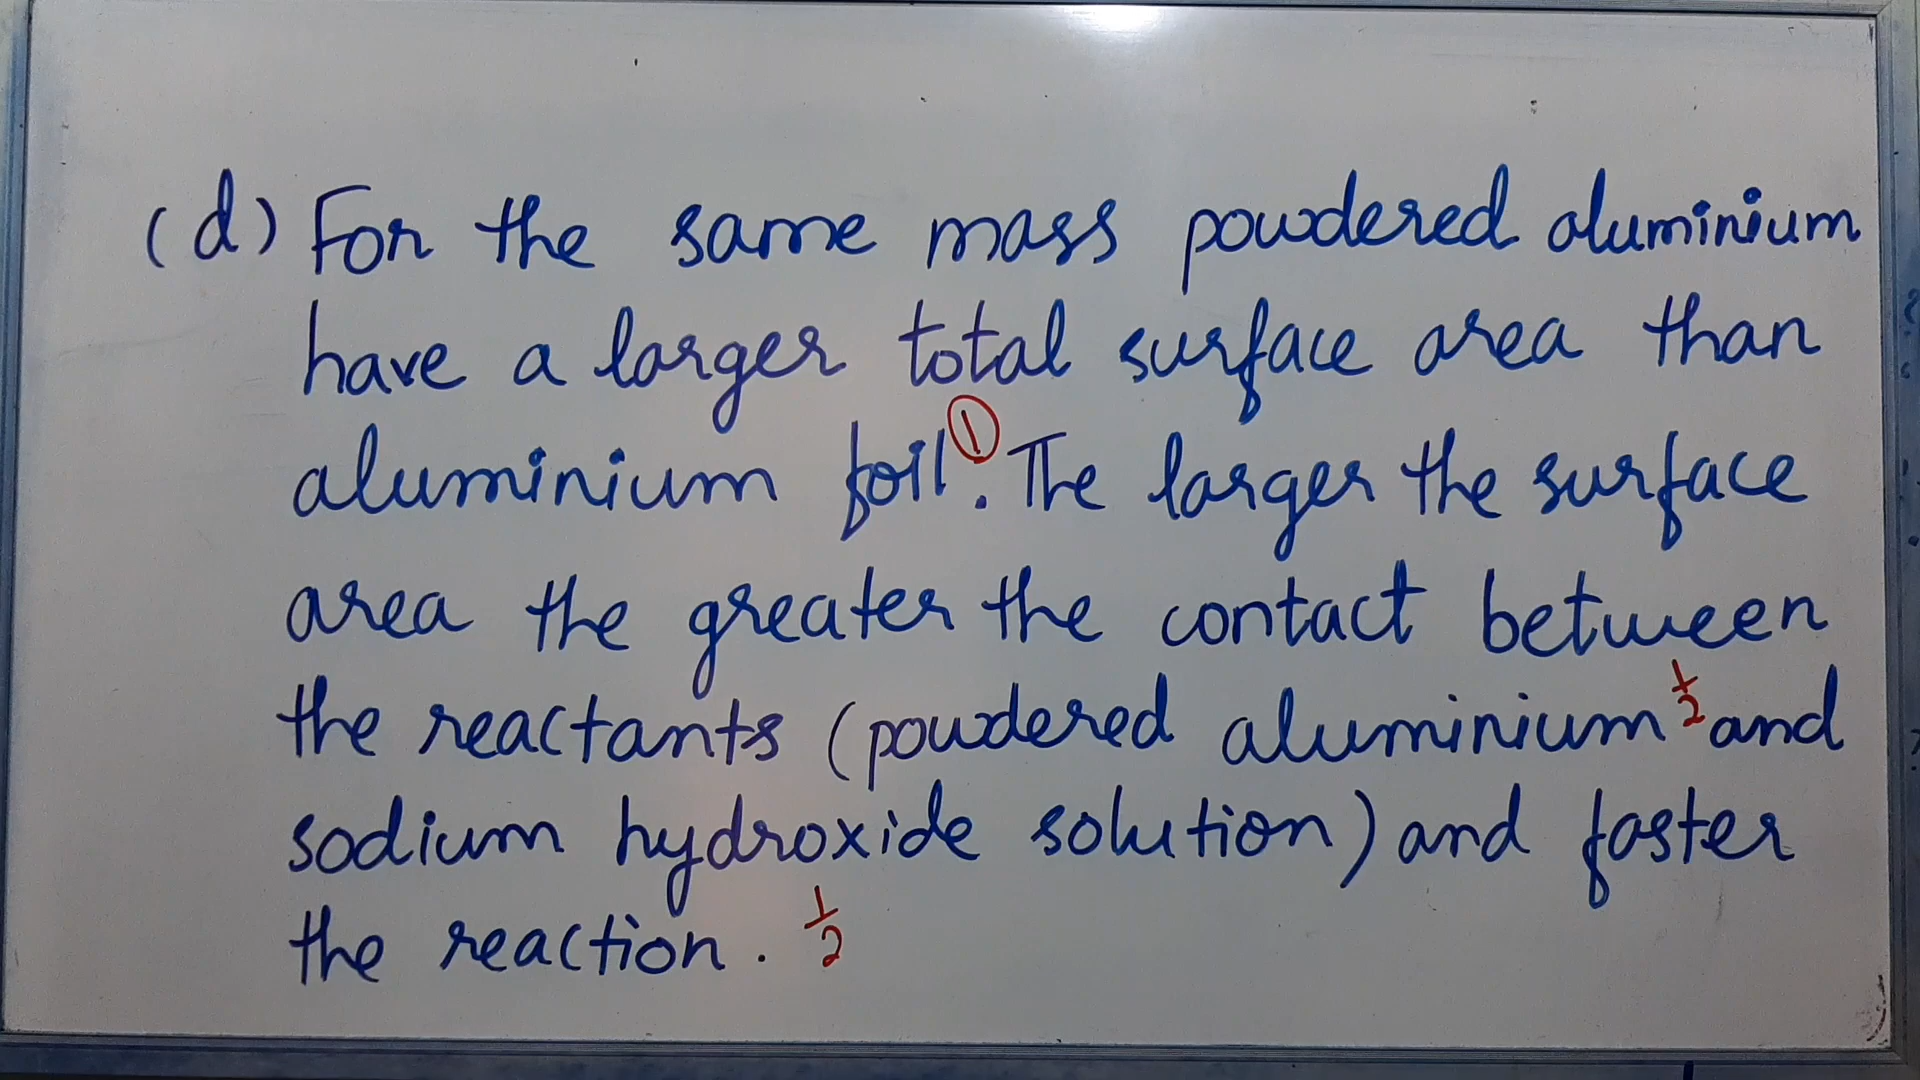 (d) For the same mass powdered aluminium
have a larger total surface area than
aluminium foil ①. The larger the surface
area the greater the contact between
the reactants (powdered aluminium ½ and
sodium hydroxide solution) and faster
the reaction. ½